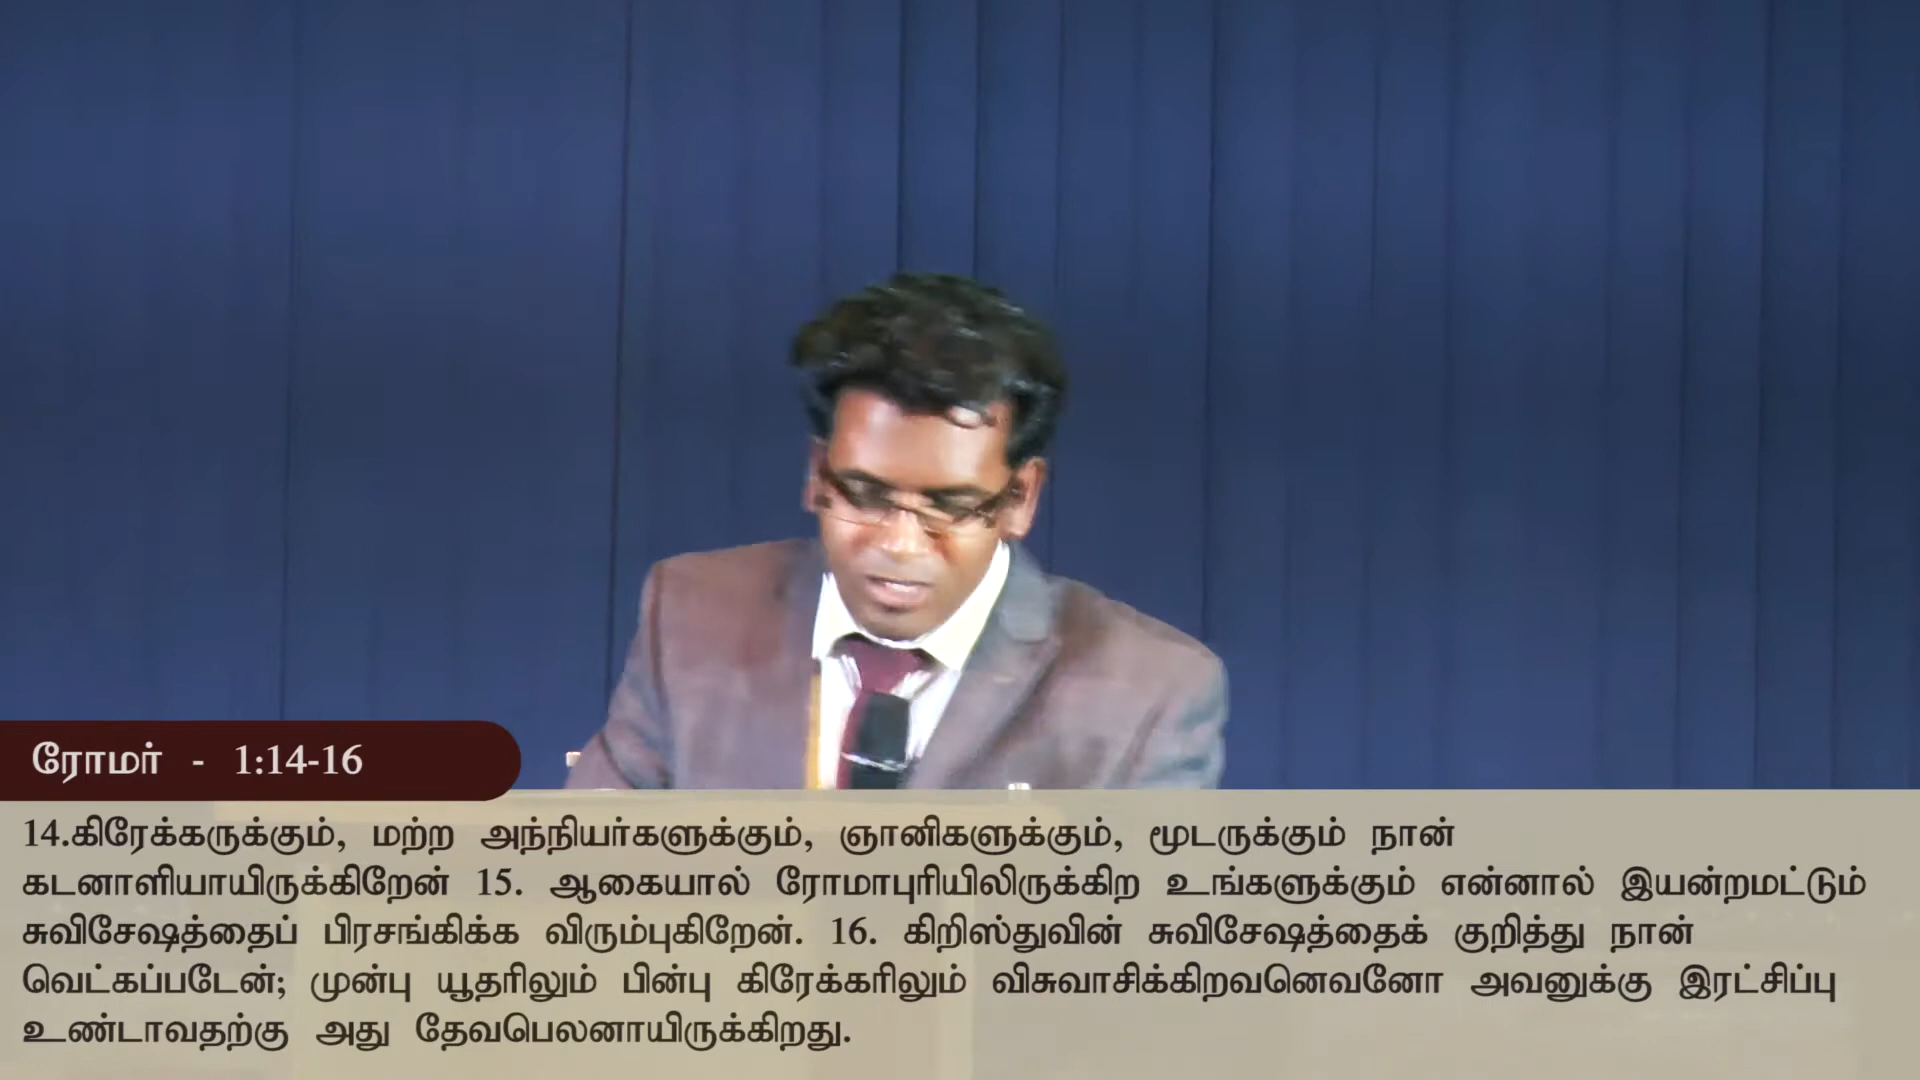 ரோமர் - 1:14-16
14.கிரேக்கருக்கும், மற்ற அந்நியர்களுக்கும், ஞானிகளுக்கும், மூடருக்கும் நான்
கடனாளியாயிருக்கிறேன் 15. ஆகையால் ரோமாபுரியிலிருக்கிற உங்களுக்கும் என்னால் இயன்றமட்டும்
சுவிசேஷத்தைப் பிரசங்கிக்க விரும்புகிறேன். 16. கிறிஸ்துவின் சுவிசேஷத்தைக் குறித்து நான்
வெட்கப்படேன்; முன்பு யூதரிலும் பின்பு கிரேக்கரிலும் விசுவாசிக்கிறவனெவனோ அவனுக்கு இரட்சிப்பு
உண்டாவதற்கு அது தேவபெலனாயிருக்கிறது.